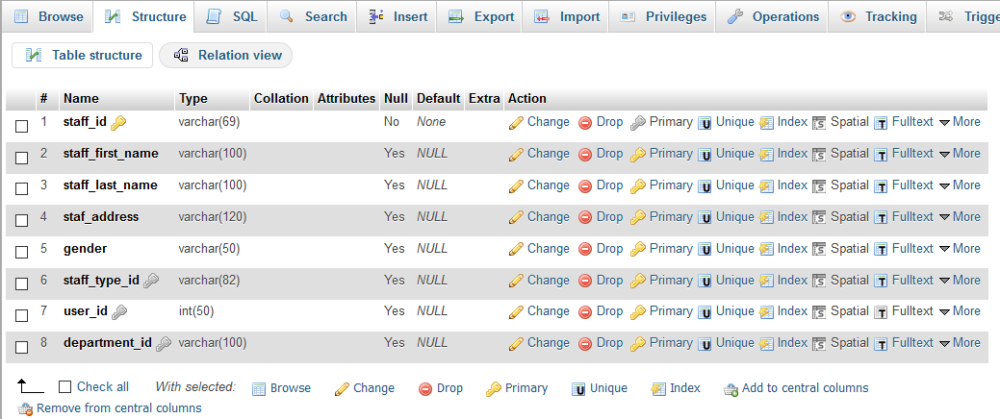 Browse Structure SQL Search Insert Export Import Privileges Operations Tracking Trigge
Table structure Relation view
# Name Type Collation Attributes Null Default Extra Action
1 staff_id varchar(69) No None Change Drop Primary Unique Index Spatial Fulltext More
2 staff_first_name varchar(100) Yes NULL Change Drop Primary Unique Index Spatial Fulltext More
3 staff_last_name varchar(100) Yes NULL Change Drop Primary Unique Index Spatial Fulltext More
4 staf_address varchar(120) Yes NULL Change Drop Primary Unique Index Spatial Fulltext More
5 gender varchar(50) Yes NULL Change Drop Primary Unique Index Spatial Fulltext More
6 staff_type_id varchar(82) Yes NULL Change Drop Primary Unique Index Spatial Fulltext More
7 user_id int(50) Yes NULL Change Drop Primary Unique Index Spatial Fulltext More
8 department_id varchar(100) Yes NULL Change Drop Primary Unique Index Spatial Fulltext More
Check all With selected: Browse Change Drop Primary Unique Index Add to central columns
Remove from central columns